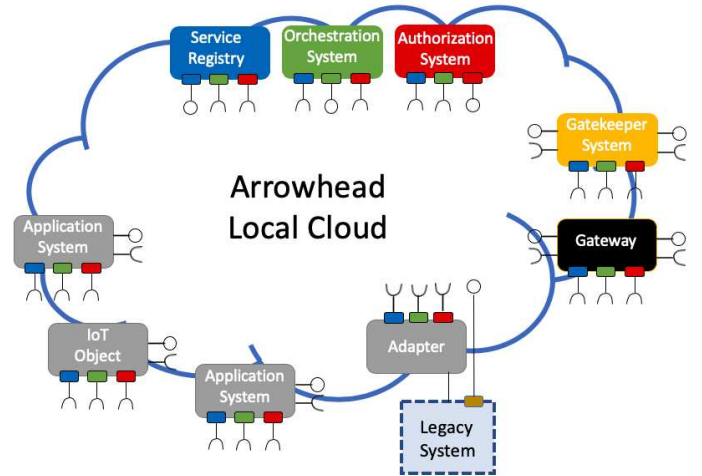 Service
Registry
Orchestration
System
Authorization
System
Gatekeeper
System
Arrowhead
Local Cloud
Application
System
Gateway
IoT
Object
Adapter
Application
System
Legacy
System